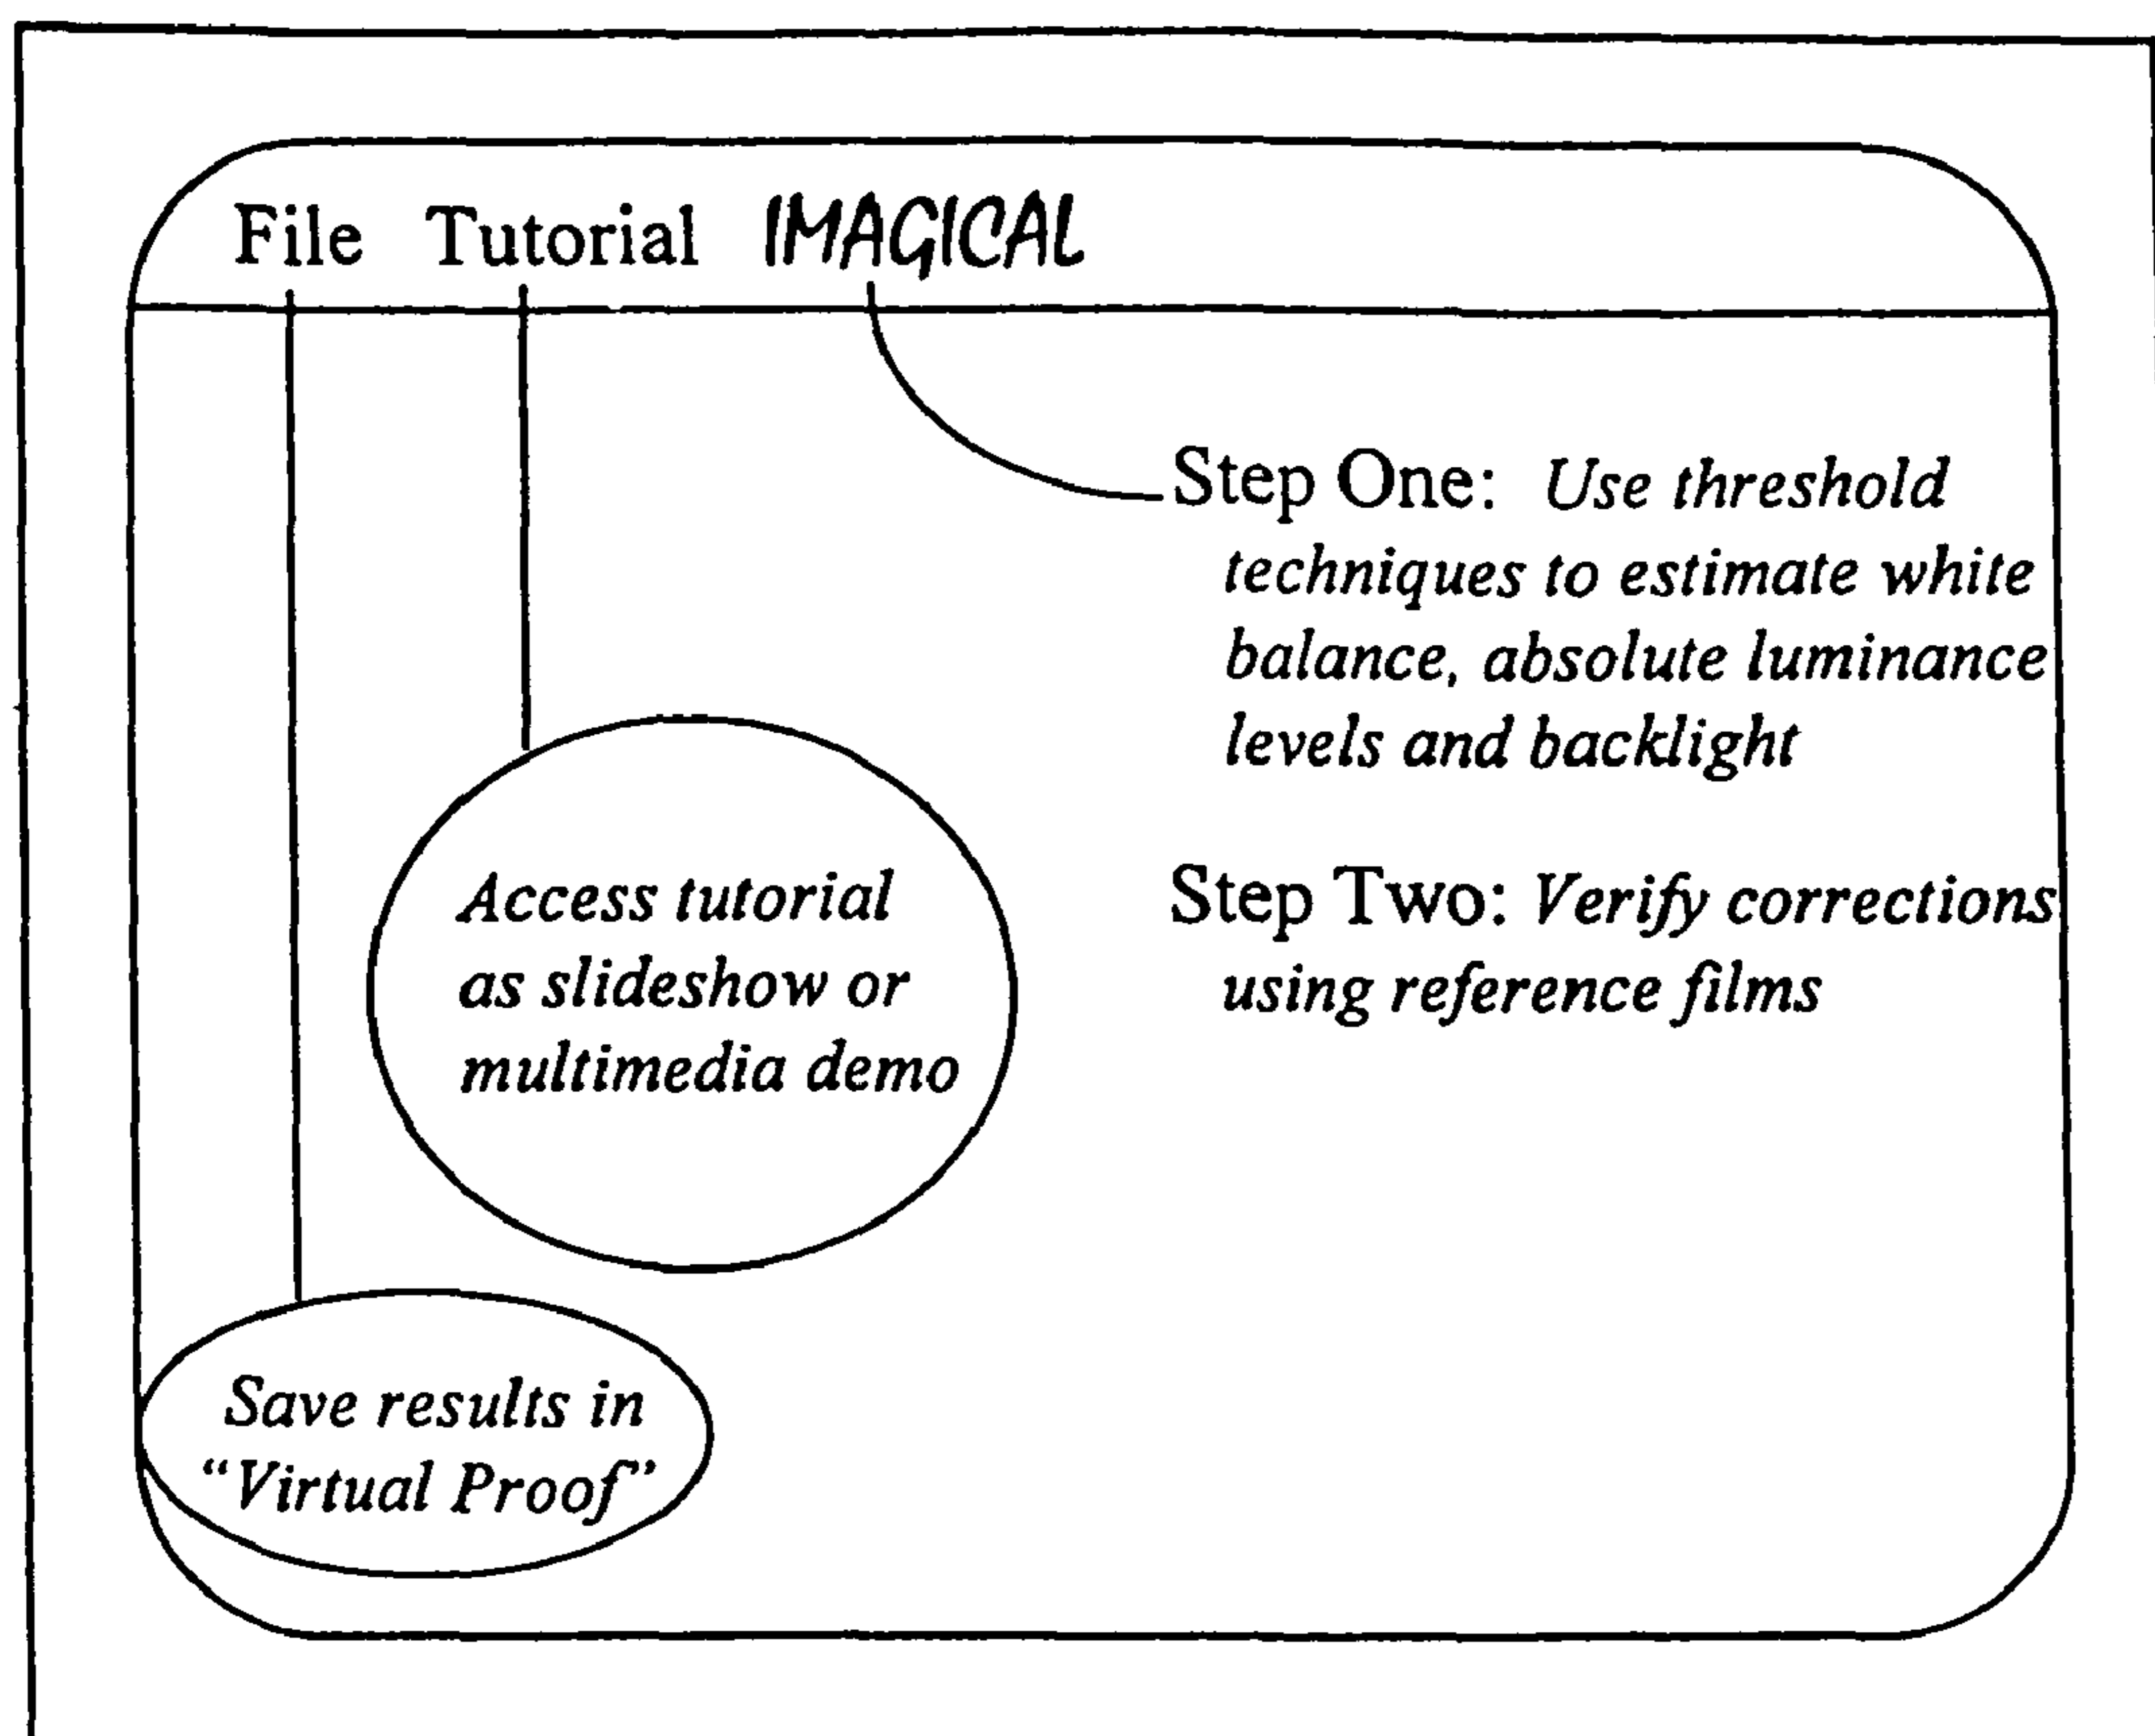 File Tutorial IMAGICAL
Step One: Use threshold
techniques to estimate white
balance, absolute luminance
levels and backlight
Step Two: Verify corrections
using reference films
Access tutorial
as slideshow or
multimedia demo
Save results in
“Virtual Proof”